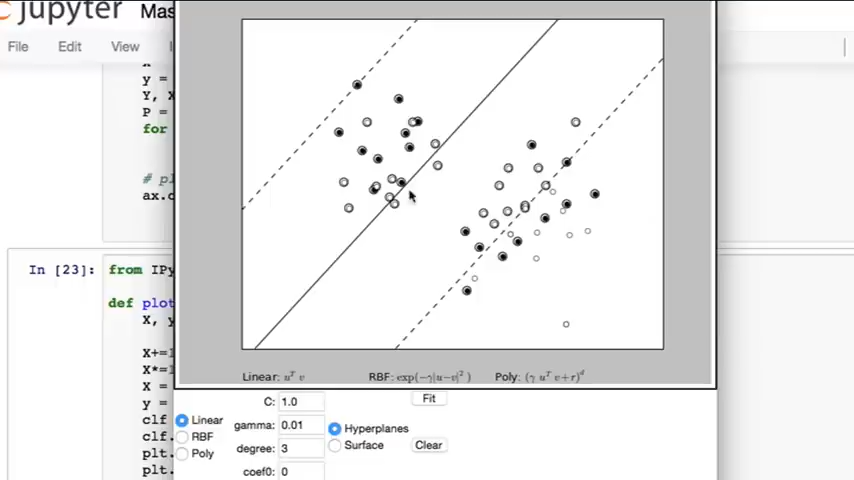 jupyter Mas
File Edit View
y =
Y, X
P =
for
# pl
ax.c
In [23]: from IPy
def plot
X, y
X+=1
X*=1
X =
y =
clf
clf.
plt.
plt.
Linear: u^T v RBF: exp(−γ|u−v|^2) Poly: (γ u^T v+r)^d
C: 1.0 Fit
Linear gamma: 0.01 Hyperplanes
RBF
Poly degree: 3 Surface Clear
coef0: 0